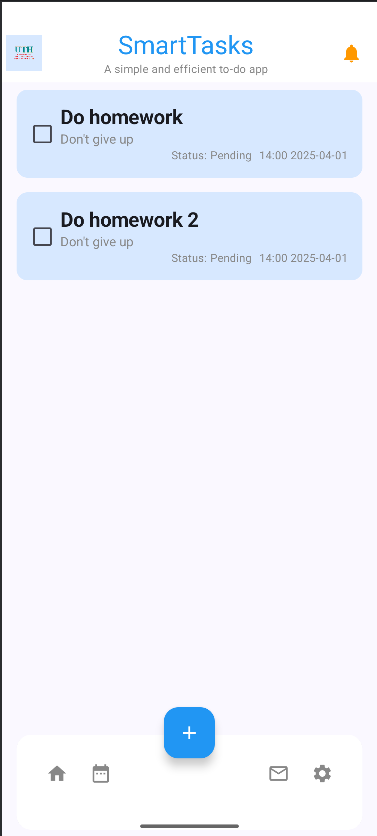 SmartTasks
A simple and efficient to-do app
Do homework
Don't give up
Status: Pending 14:00 2025-04-01
Do homework 2
Don't give up
Status: Pending 14:00 2025-04-01